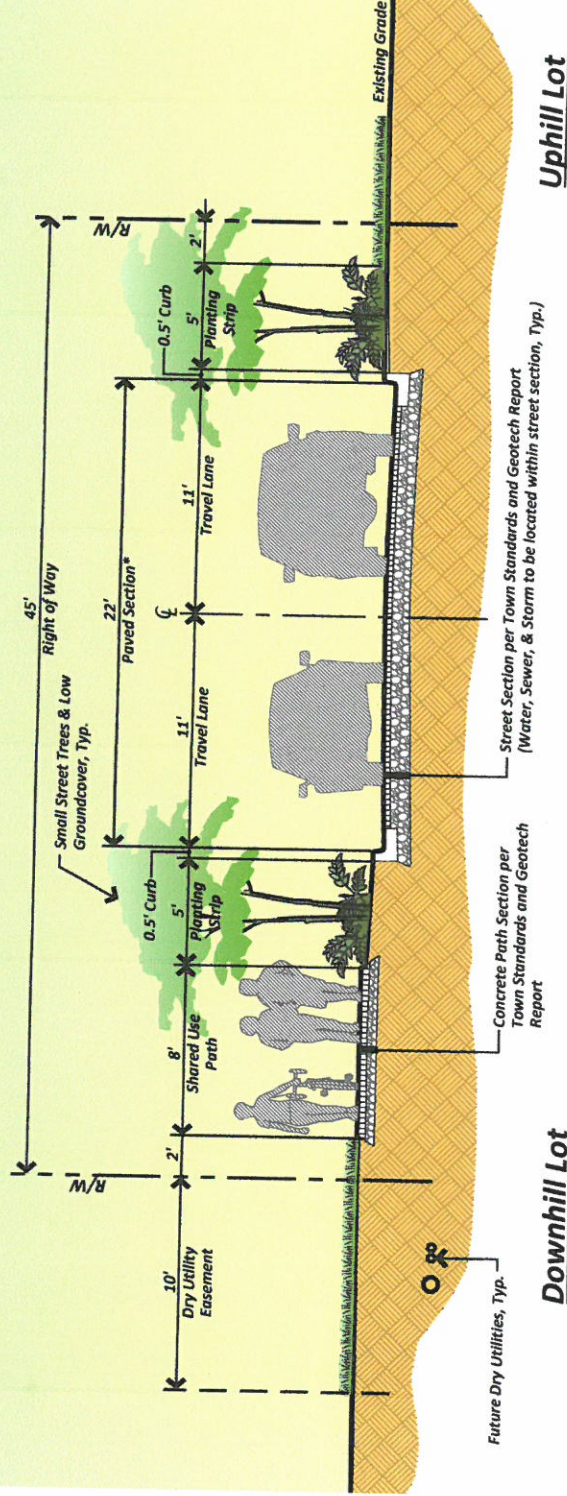 45'
Right of Way
Small Street Trees & Low
Groundcover, Typ.
22'
Paved Section*
R/W
R/W
10'
Dry Utility
Easement
2'
8'
Shared Use
Path
5'
Planting
Strip
0.5' Curb
11'
Travel Lane
CL
11'
Travel Lane
0.5' Curb
5'
Planting
Strip
2'
Existing Grade
Future Dry Utilities, Typ.
Concrete Path Section per
Town Standards and Geotech
Report
Street Section per Town Standards and Geotech Report
(Water, Sewer, & Storm to be located within street section, Typ.)
Downhill Lot
Uphill Lot